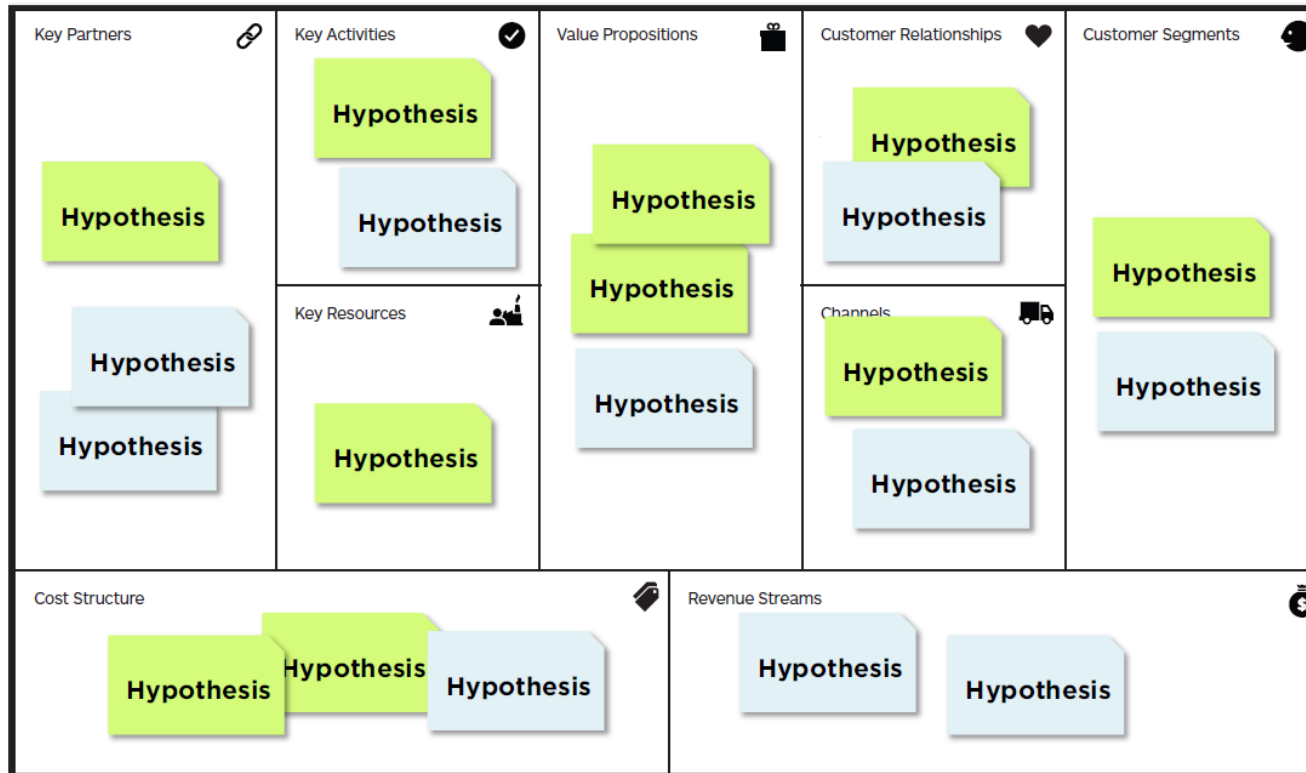 Key Partners
Hypothesis
Hypothesis
Hypothesis
Key Activities
Hypothesis
Hypothesis
Key Resources
Hypothesis
Value Propositions
Hypothesis
Hypothesis
Hypothesis
Customer Relationships
Hypothesis
Hypothesis
Channels
Hypothesis
Hypothesis
Customer Segments
Hypothesis
Hypothesis
Cost Structure
Hypothesis
Hypothesis
Hypothesis
Revenue Streams
$
Hypothesis
Hypothesis